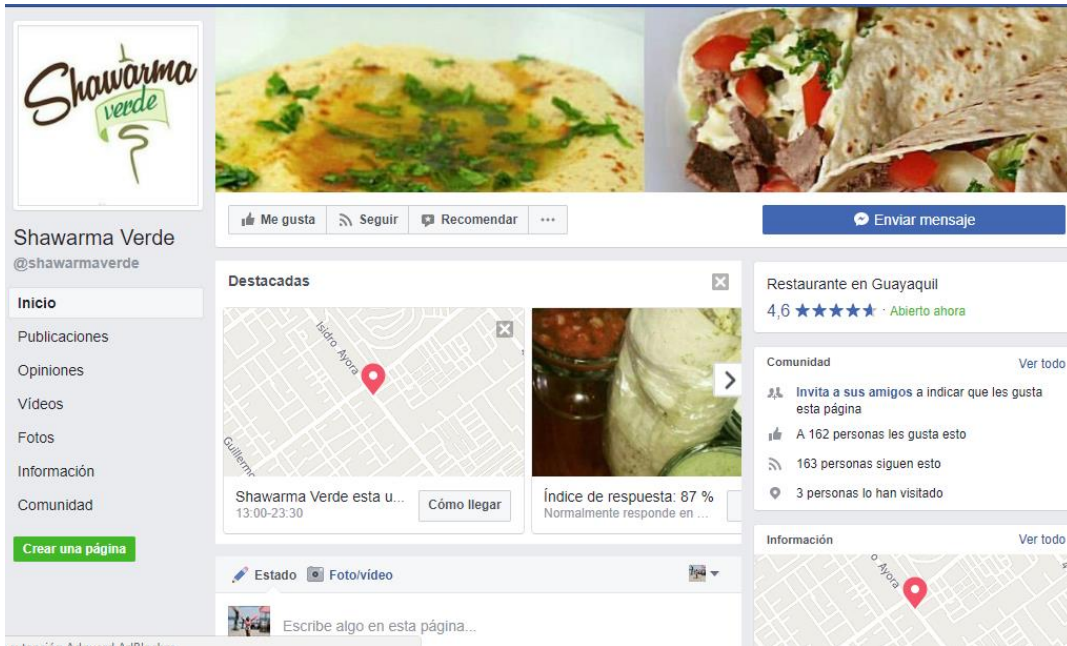 Shawarma
verde
Shawarma Verde
@shawarmaverde
Inicio
Publicaciones
Opiniones
Vídeos
Fotos
Información
Comunidad
Crear una página
Me gusta
Seguir
Recomendar
...
Enviar mensaje
Destacadas
Isidro Ayora
Guillermo
Shawarma Verde esta u...
13:00-23:30
Cómo llegar
Índice de respuesta: 87 %
Normalmente responde en ...
Estado
Foto/vídeo
Escribe algo en esta página...
Restaurante en Guayaquil
4,6 ★★★★★ · Abierto ahora
Comunidad
Ver todo
Invita a sus amigos a indicar que les gusta
esta página
A 162 personas les gusta esto
163 personas siguen esto
3 personas lo han visitado
Información
Ver todo
o Ayora